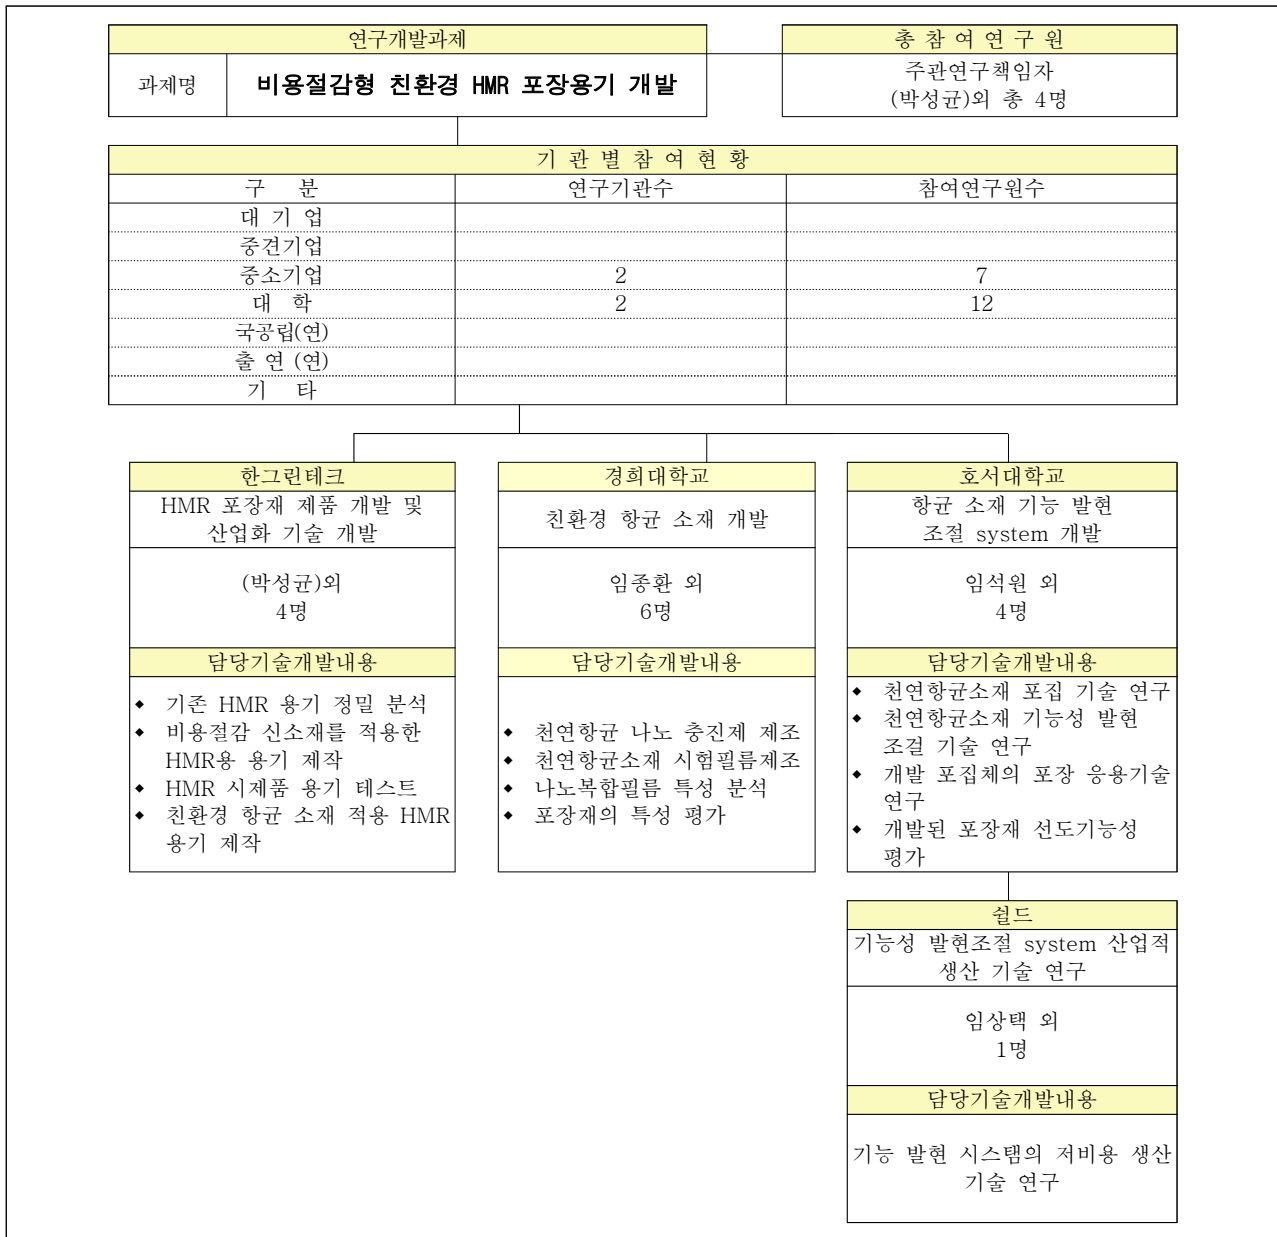 연구개발과제
총 참 여 연 구 원
과제명
비용절감형 친환경 HMR 포장용기 개발
주관연구책임자
(박성균)외 총 4명
기 관 별 참 여 현 황
구 분 연구기관수 참여연구원수
대 기 업
중견기업
중소기업 2 7
대 학 2 12
국공립(연)
출 연 (연)
기 타
한그린테크
HMR 포장재 제품 개발 및
산업화 기술 개발
(박성균)외
4명
담당기술개발내용
◆ 기존 HMR 용기 정밀 분석
◆ 비용절감 신소재를 적용한
HMR용 용기 제작
◆ HMR 시제품 용기 테스트
◆ 친환경 항균 소재 적용 HMR
용기 제작
경희대학교
친환경 항균 소재 개발
임종환 외
6명
담당기술개발내용
◆ 천연항균 나노 충진제 제조
◆ 천연항균소재 시험필름제조
◆ 나노복합필름 특성 분석
◆ 포장재의 특성 평가
호서대학교
항균 소재 기능 발현
조절 system 개발
임석원 외
4명
담당기술개발내용
◆ 천연항균소재 포집 기술 연구
◆ 천연항균소재 기능성 발현
조걸 기술 연구
◆ 개발 포집체의 포장 응용기술
연구
◆ 개발된 포장재 선도기능성
평가
쉴드
기능성 발현조절 system 산업적
생산 기술 연구
임상택 외
1명
담당기술개발내용
기능 발현 시스탬의 저비용 생산
기술 연구